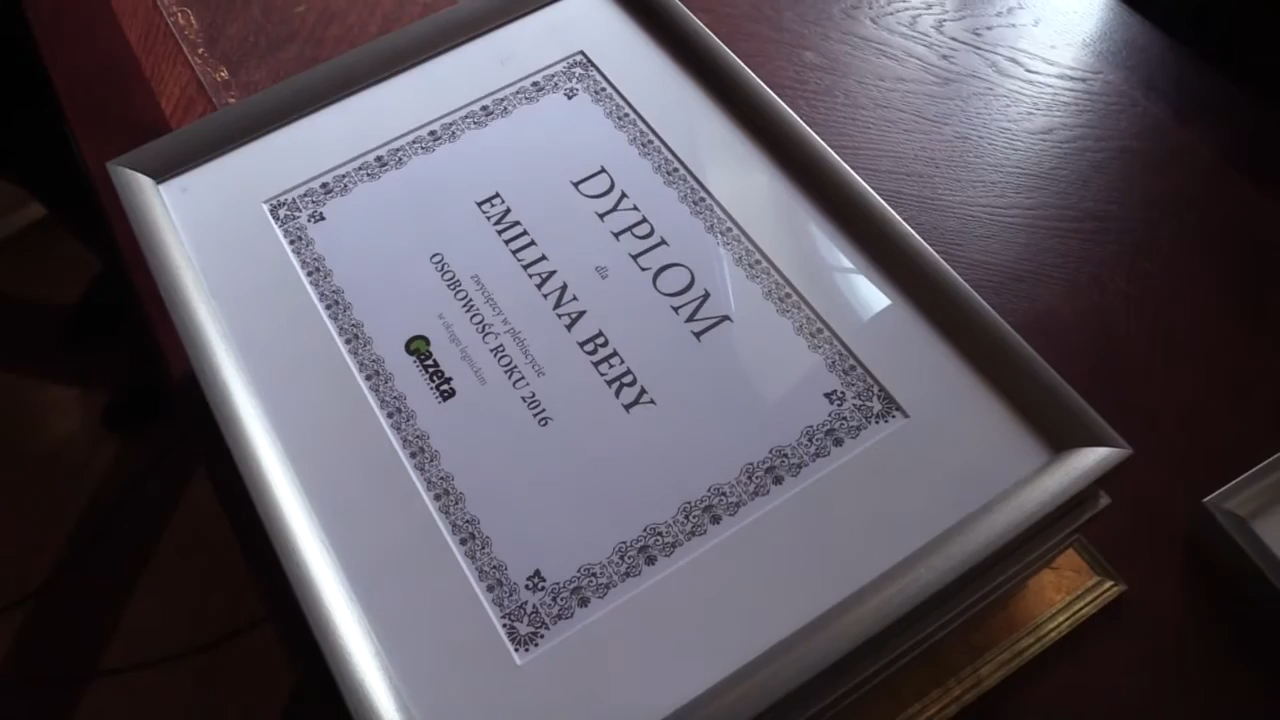 DYPLOM
dla
EMILIANA BERY
zwycięzcy w plebiscycie
OSOBOWOŚĆ ROKU 2016
w okręgu legnickim
Gazeta